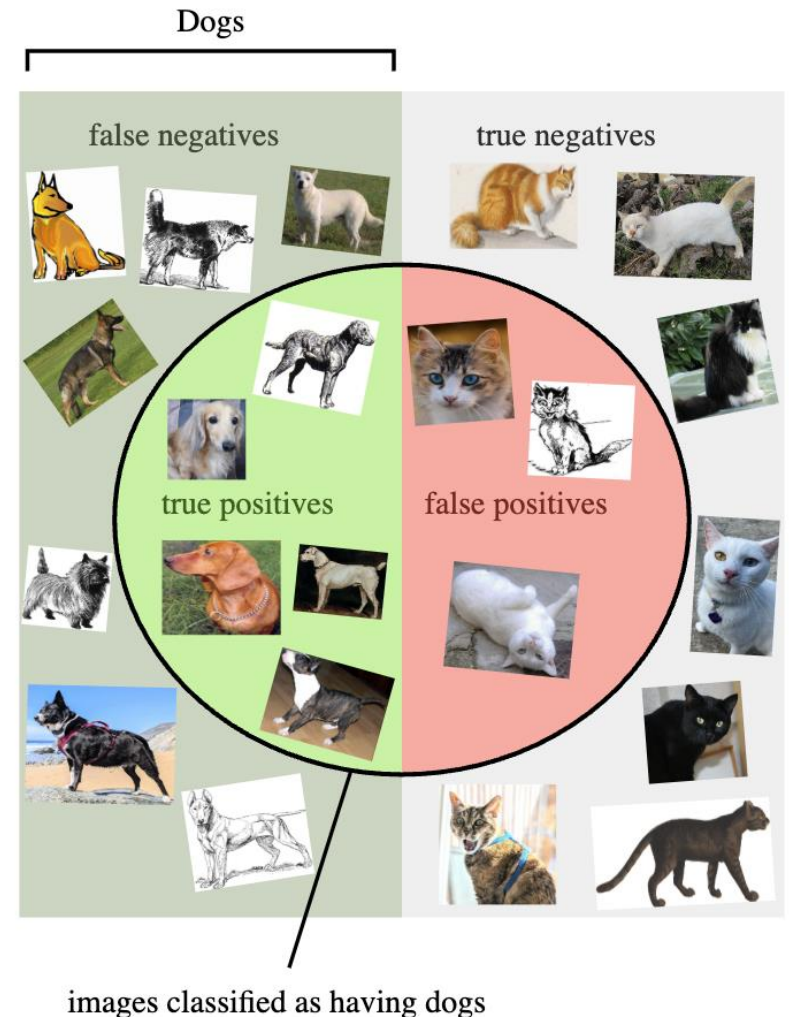 Dogs
false negatives
true negatives
true positives
false positives
images classified as having dogs